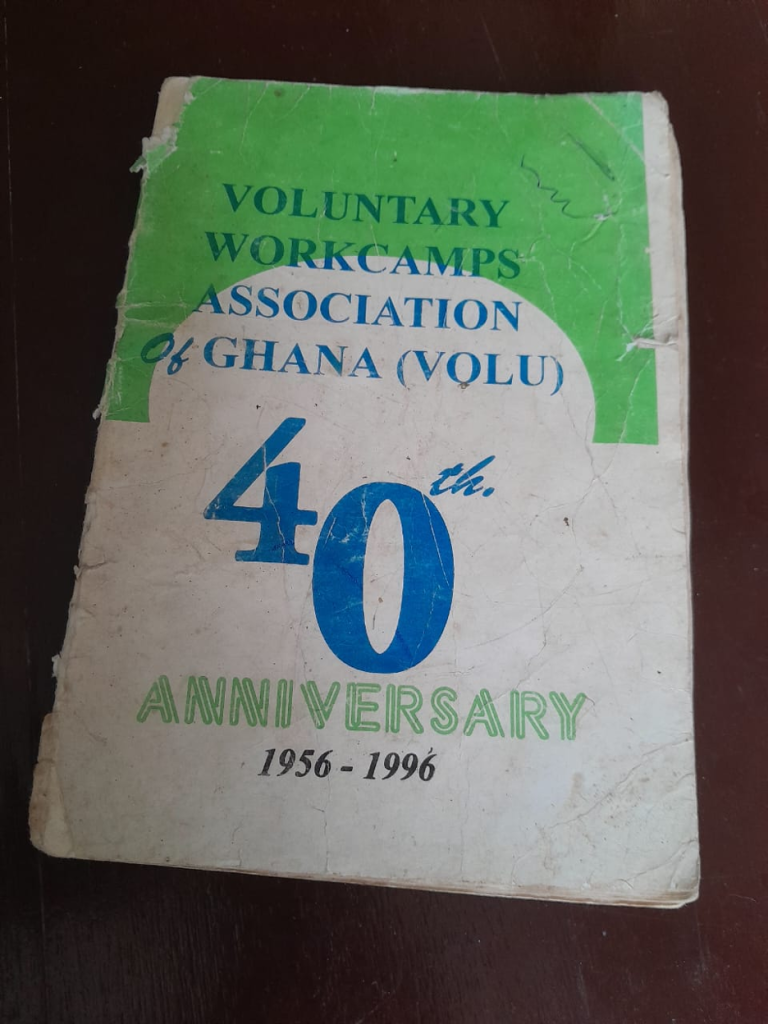 VOLUNTARY
WORKCAMPS
ASSOCIATION
Of GHANA (VOLU)
40th.
ANNIVERSARY
1956 - 1996